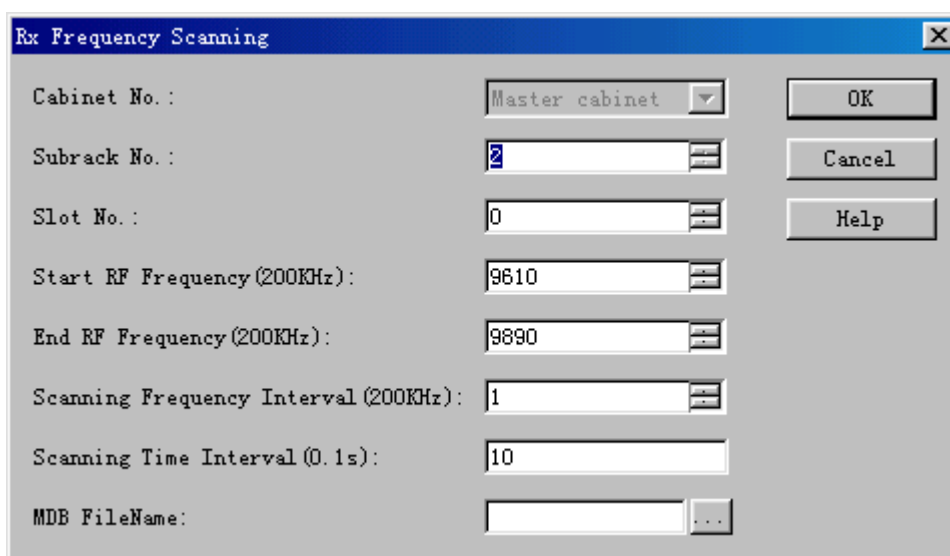 Rx Frequency Scanning
Cabinet No.: Master cabinet OK
Subrack No.: 2 Cancel
Slot No.: 0 Help
Start RF Frequency(200KHz): 9610
End RF Frequency(200KHz): 9890
Scanning Frequency Interval(200KHz): 1
Scanning Time Interval(0.1s): 10
MDB FileName: ...